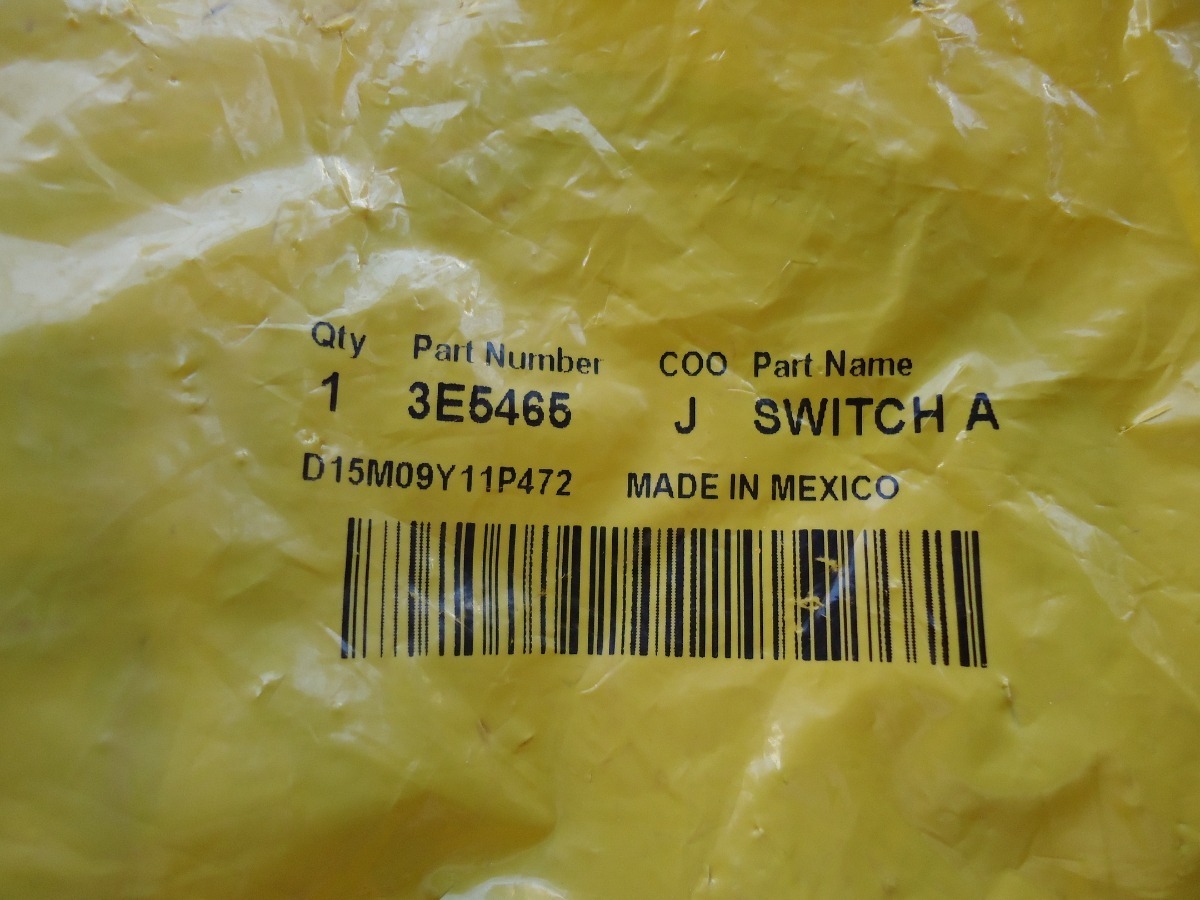 Qty Part Number COO Part Name
1 3E5465 J SWITCH A
D15M09Y11P472 MADE IN MEXICO